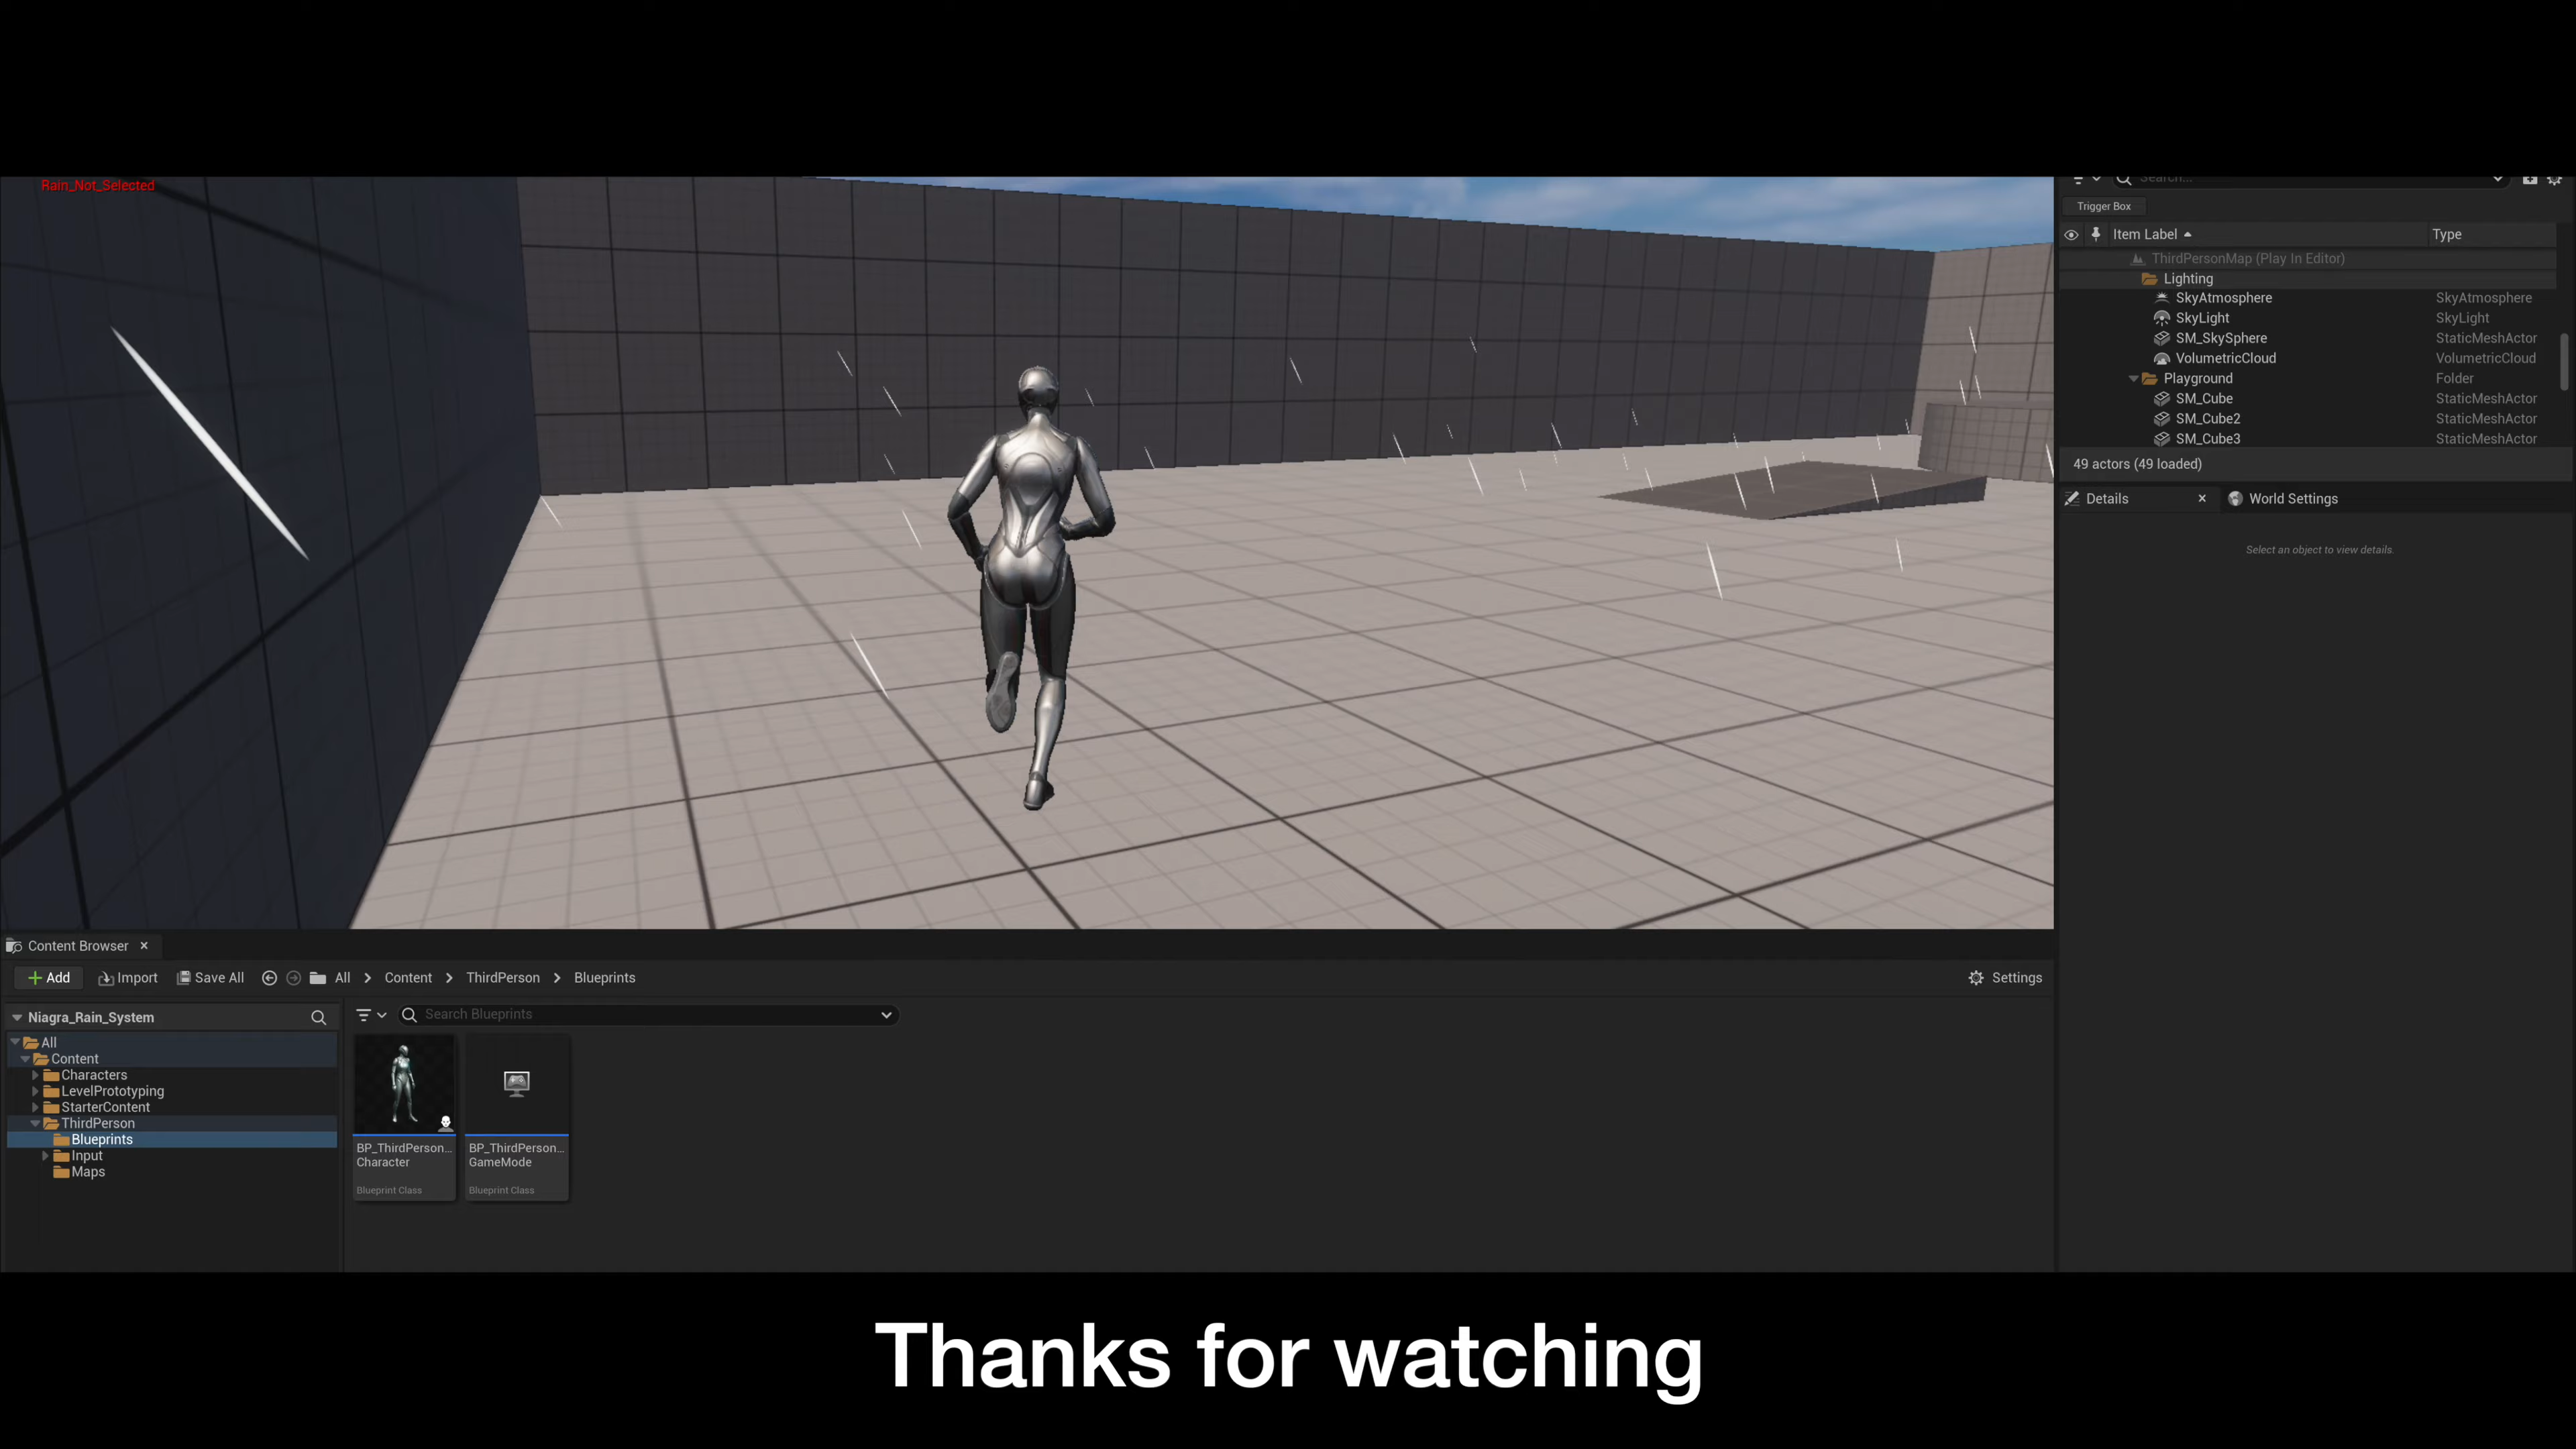 Rain_Not_Selected
Search...
Trigger Box
Item Label Type
ThirdPersonMap (Play In Editor)
Lighting
SkyAtmosphere SkyAtmosphere
SkyLight SkyLight
SM_SkySphere StaticMeshActor
VolumetricCloud VolumetricCloud
Playground Folder
SM_Cube StaticMeshActor
SM_Cube2 StaticMeshActor
SM_Cube3 StaticMeshActor
49 actors (49 loaded)
Details World Settings
Select an object to view details.
Content Browser
Add Import Save All All Content ThirdPerson Blueprints Settings
Niagra_Rain_System
Search Blueprints
All
Content
Characters
LevelPrototyping
StarterContent
ThirdPerson
Blueprints
Input
Maps
BP_ThirdPerson...
Character
Blueprint Class
BP_ThirdPerson...
GameMode
Blueprint Class
Thanks for watching